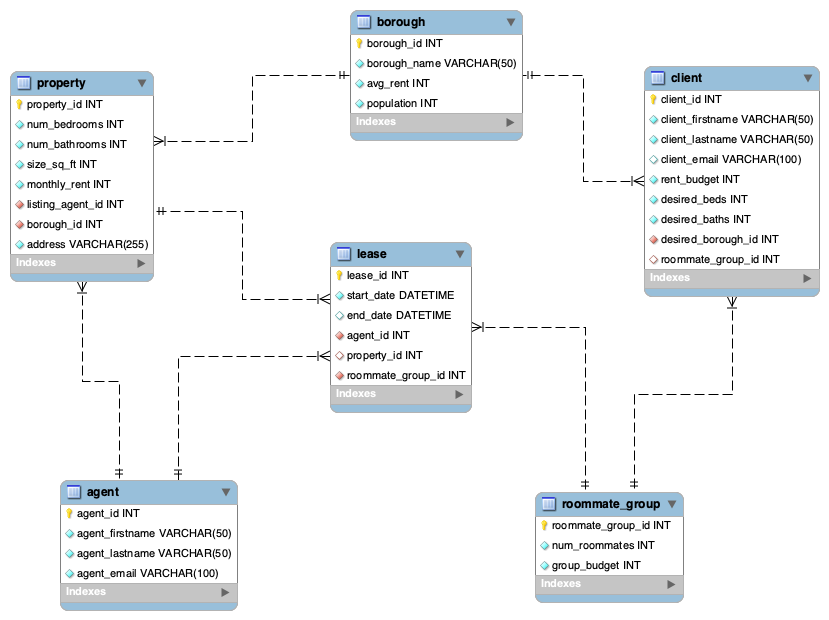 borough
borough_id INT
borough_name VARCHAR(50)
avg_rent INT
population INT
Indexes
property
property_id INT
num_bedrooms INT
num_bathrooms INT
size_sq_ft INT
monthly_rent INT
listing_agent_id INT
borough_id INT
address VARCHAR(255)
Indexes
client
client_id INT
client_firstname VARCHAR(50)
client_lastname VARCHAR(50)
client_email VARCHAR(100)
rent_budget INT
desired_beds INT
desired_baths INT
desired_borough_id INT
roommate_group_id INT
Indexes
lease
lease_id INT
start_date DATETIME
end_date DATETIME
agent_id INT
property_id INT
roommate_group_id INT
Indexes
agent
agent_id INT
agent_firstname VARCHAR(50)
agent_lastname VARCHAR(50)
agent_email VARCHAR(100)
Indexes
roommate_group
roommate_group_id INT
num_roommates INT
group_budget INT
Indexes